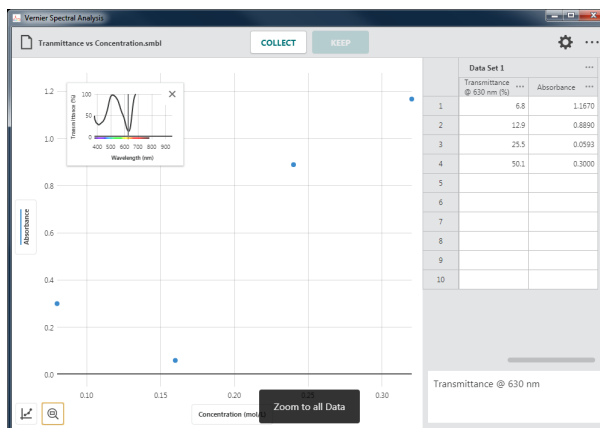 Vernier Spectral Analysis
Tranmittance vs Concentration.smbl
COLLECT
KEEP
Data Set 1
Transmittance @ 630 nm (%)
Absorbance
1 6.8 1.1670
2 12.9 0.8890
3 25.5 0.0593
4 50.1 0.3000
5
6
7
8
9
10
1.2
1.0
0.8
0.6
0.4
0.2
0.0
Absorbance
Transmittance (%)
100
50
0
400 500 600 700 800 900
Wavelength (nm)
0.10 0.15 0.20 0.25 0.30
Concentration (mol/L)
Zoom to all Data
Transmittance @ 630 nm